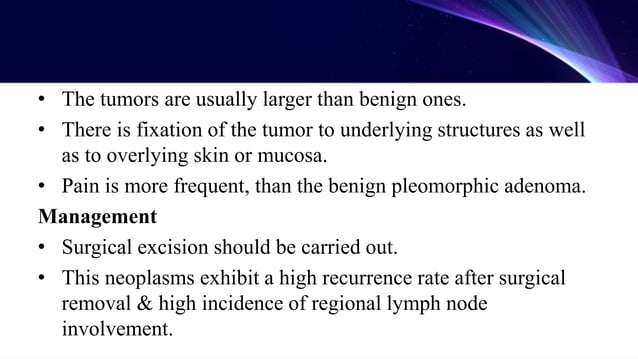 • The tumors are usually larger than benign ones.
• There is fixation of the tumor to underlying structures as well
as to overlying skin or mucosa.
• Pain is more frequent, than the benign pleomorphic adenoma.
Management
• Surgical excision should be carried out.
• This neoplasms exhibit a high recurrence rate after surgical
removal & high incidence of regional lymph node
involvement.